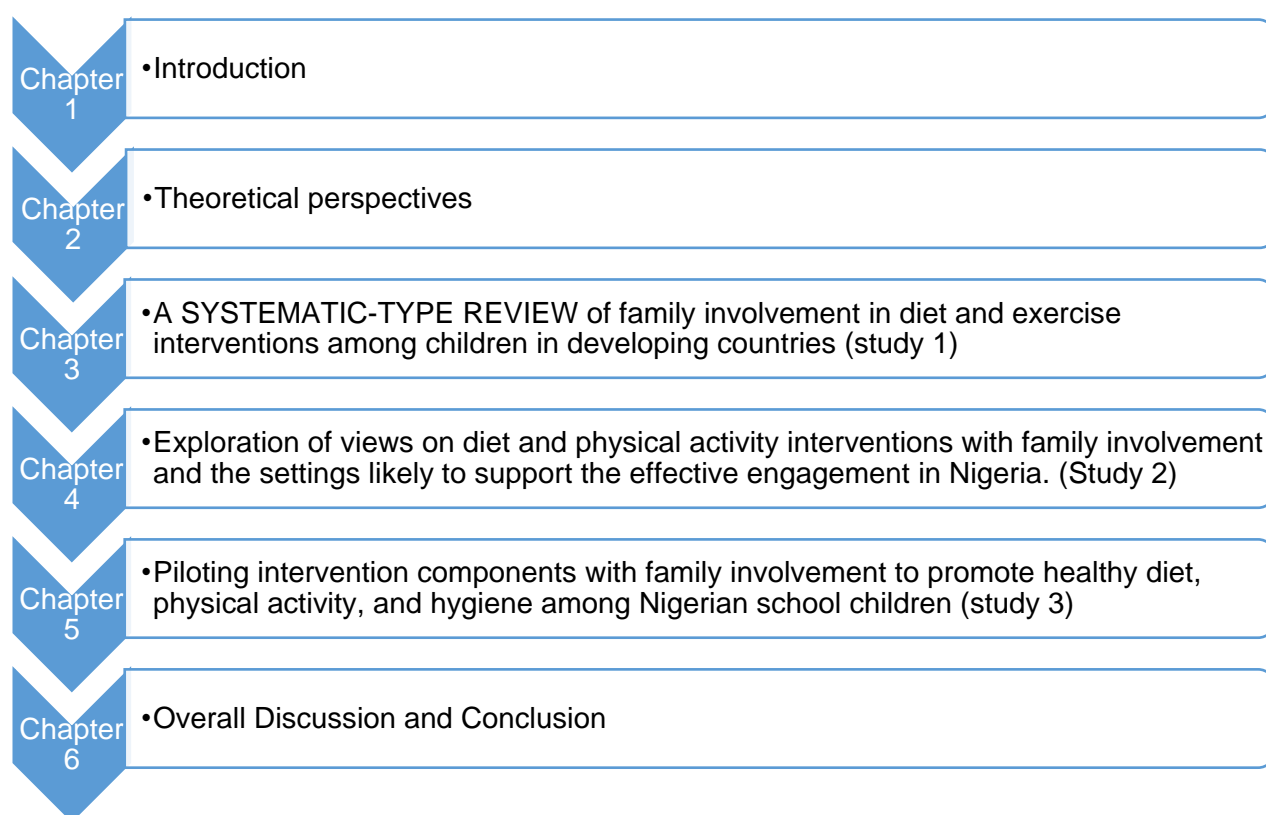 Chapter
1
•Introduction
Chapter
2
•Theoretical perspectives
Chapter
3
•A SYSTEMATIC-TYPE REVIEW of family involvement in diet and exercise
interventions among children in developing countries (study 1)
Chapter
4
•Exploration of views on diet and physical activity interventions with family involvement
and the settings likely to support the effective engagement in Nigeria. (Study 2)
Chapter
5
•Piloting intervention components with family involvement to promote healthy diet,
physical activity, and hygiene among Nigerian school children (study 3)
Chapter
6
•Overall Discussion and Conclusion